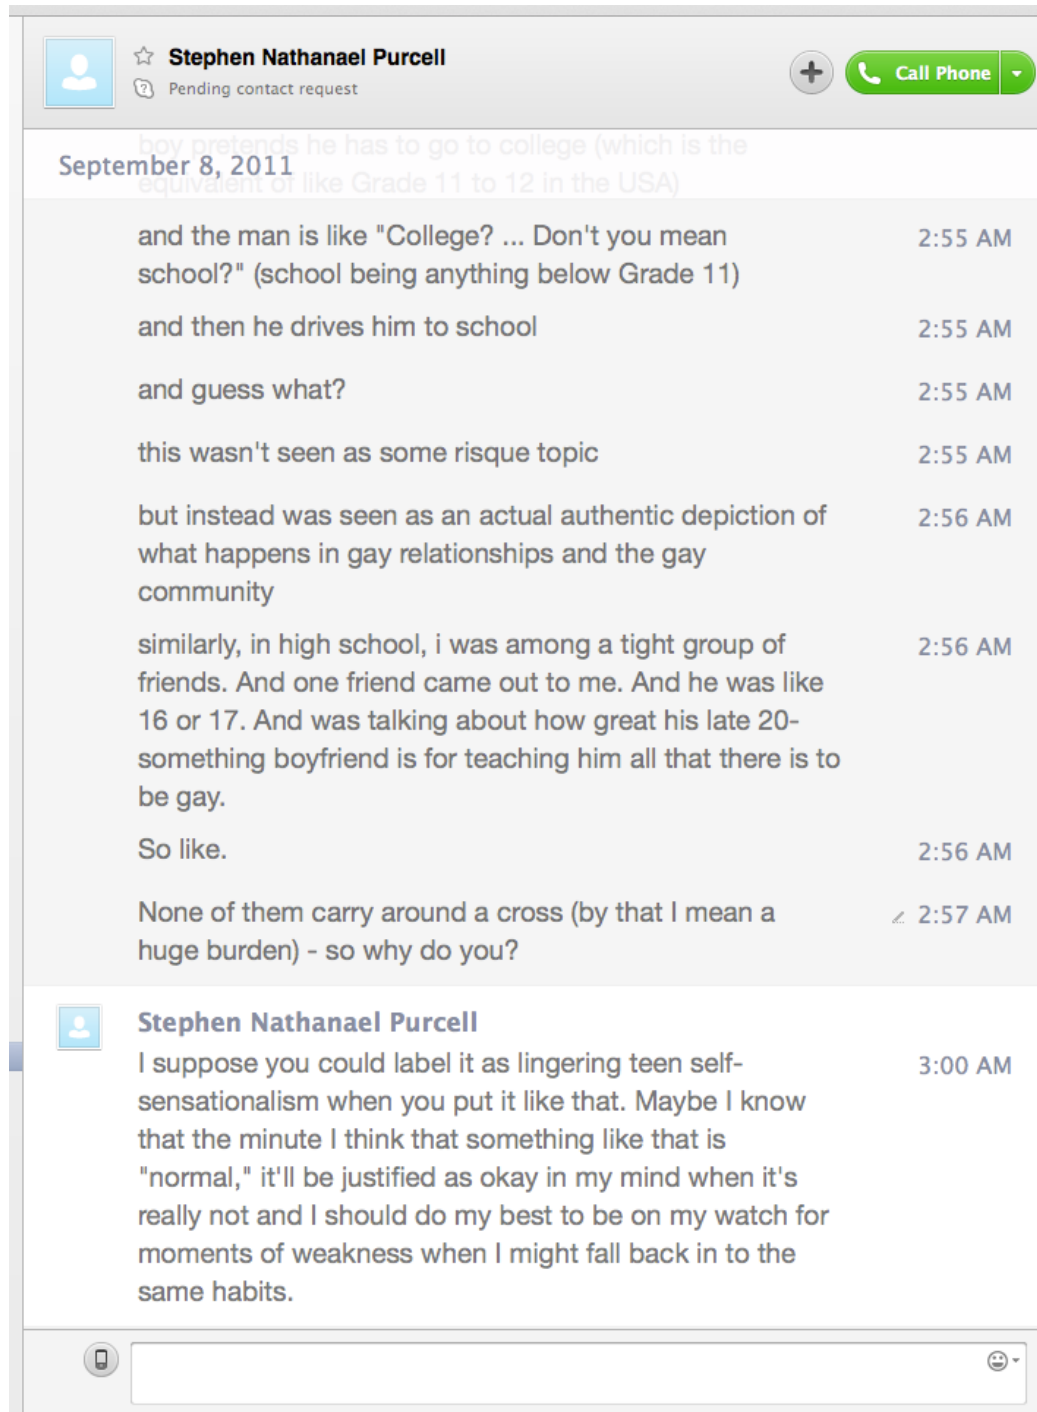 Stephen Nathanael Purcell
Pending contact request
Call Phone
boy pretends he has to go to college (which is the
September 8, 2011
equivalent of like Grade 11 to 12 in the USA)
and the man is like "College? ... Don't you mean
school?" (school being anything below Grade 11)
2:55 AM
and then he drives him to school
2:55 AM
and guess what?
2:55 AM
this wasn't seen as some risque topic
2:55 AM
but instead was seen as an actual authentic depiction of
what happens in gay relationships and the gay
community
2:56 AM
similarly, in high school, i was among a tight group of
friends. And one friend came out to me. And he was like
16 or 17. And was talking about how great his late 20-
something boyfriend is for teaching him all that there is to
be gay.
2:56 AM
So like.
2:56 AM
None of them carry around a cross (by that I mean a
huge burden) - so why do you?
2:57 AM
Stephen Nathanael Purcell
I suppose you could label it as lingering teen self-
sensationalism when you put it like that. Maybe I know
that the minute I think that something like that is
"normal," it'll be justified as okay in my mind when it's
really not and I should do my best to be on my watch for
moments of weakness when I might fall back in to the
same habits.
3:00 AM